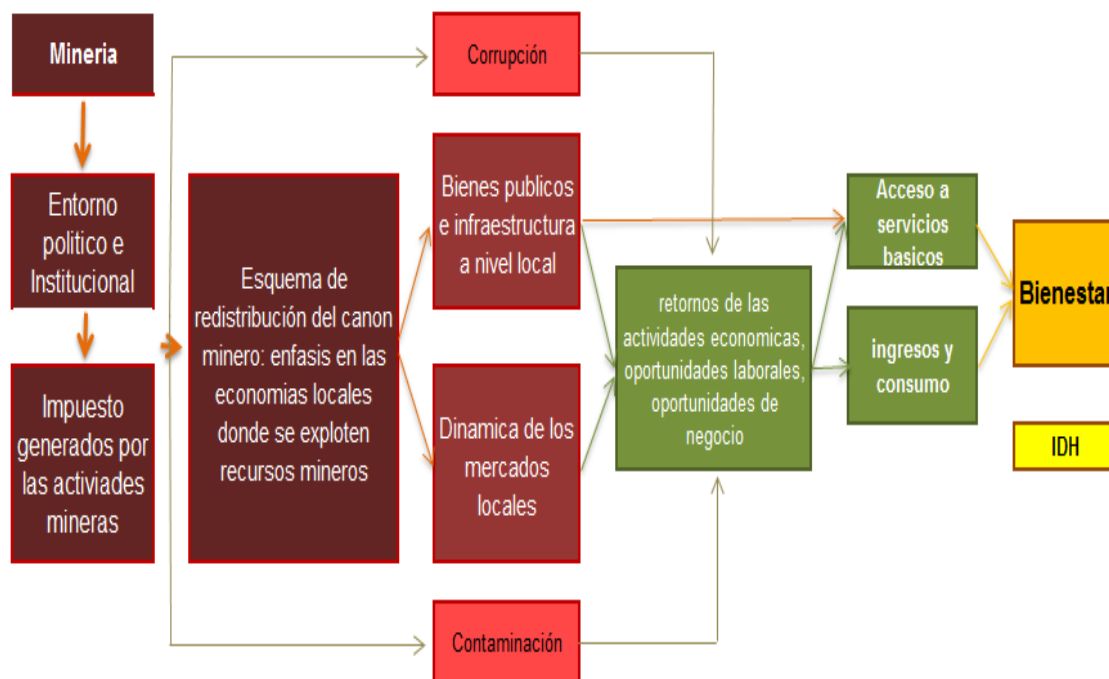 Mineria
Entorno
politico e
Institucional
Impuesto
generados por
las activiades
mineras
Esquema de
redistribución del canon
minero: enfasis en las
economias locales
donde se exploten
recursos mineros
Corrupción
Bienes publicos
e infraestructura
a nivel local
Dinamica de los
mercados
locales
Contaminación
retornos de las
actividades economicas,
oportunidades laborales,
oportunidades de
negocio
Acceso a
servicios
basicos
ingresos y
consumo
Bienestar
IDH